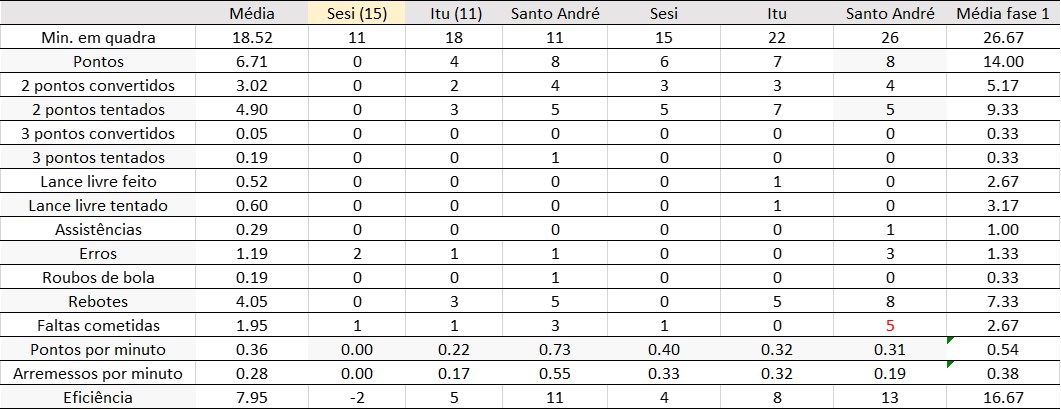 Média Sesi (15) Itu (11) Santo André Sesi Itu Santo André Média fase 1
Min. em quadra 18.52 11 18 11 15 22 26 26.67
Pontos 6.71 0 4 8 6 7 8 14.00
2 pontos convertidos 3.02 0 2 4 3 3 4 5.17
2 pontos tentados 4.90 0 3 5 5 7 5 9.33
3 pontos convertidos 0.05 0 0 0 0 0 0 0.33
3 pontos tentados 0.19 0 0 1 0 0 0 0.33
Lance livre feito 0.52 0 0 0 0 1 0 2.67
Lance livre tentado 0.60 0 0 0 0 1 0 3.17
Assistências 0.29 0 0 0 0 0 1 1.00
Erros 1.19 2 1 1 0 0 3 1.33
Roubos de bola 0.19 0 0 1 0 0 0 0.33
Rebotes 4.05 0 3 5 0 5 8 7.33
Faltas cometidas 1.95 1 1 3 1 0 5 2.67
Pontos por minuto 0.36 0.00 0.22 0.73 0.40 0.32 0.31 0.54
Arremessos por minuto 0.28 0.00 0.17 0.55 0.33 0.32 0.19 0.38
Eficiência 7.95 -2 5 11 4 8 13 16.67